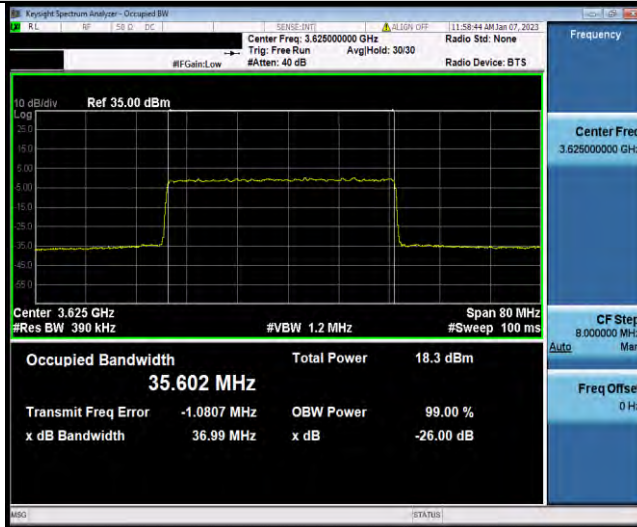 Keysight Spectrum Analyzer - Occupied BW
RL RF 50 Ω DC SENSE:INT ALIGN OFF 11:58:44 AM Jan 07, 2023
Center Freq: 3.625000000 GHz Radio Std: None
Trig: Free Run Avg|Hold: 30/30
#IFGain:Low #Atten: 40 dB Radio Device: BTS
10 dB/div Ref 35.00 dBm
Log
25.0
15.0
5.00
-5.00
-15.0
-25.0
-35.0
-45.0
-55.0
Center 3.625 GHz Span 80 MHz
#Res BW 390 kHz #VBW 1.2 MHz #Sweep 100 ms
Occupied Bandwidth Total Power 18.3 dBm
35.602 MHz
Transmit Freq Error -1.0807 MHz OBW Power 99.00 %
x dB Bandwidth 36.99 MHz x dB -26.00 dB
MSG STATUS
Frequency
Center Freq
3.625000000 GHz
CF Step
8.000000 MHz
Auto Man
Freq Offset
0 Hz